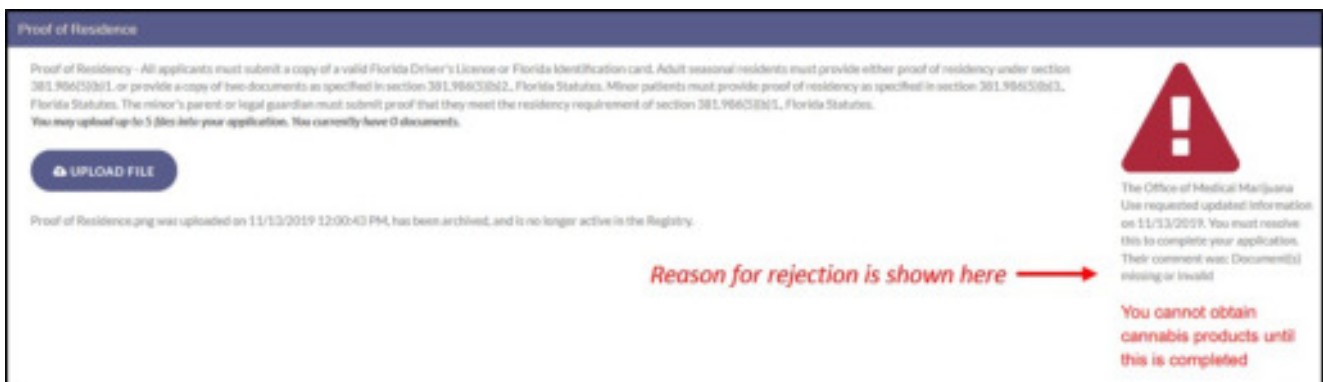 Proof of Residence
Proof of Residency - All applicants must submit a copy of a valid Florida Driver's License or Florida Identification card. Adult seasonal residents must provide either proof of residency under section
381.986(5)(b)1. or provide a copy of two documents as specified in section 381.986(5)(b)2., Florida Statutes. Minor patients must provide proof of residency as specified in section 381.986(5)(b)3.,
Florida Statutes. The minor's parent or legal guardian must submit proof that they meet the residency requirement of section 381.986(5)(b)1., Florida Statutes.
You may upload up to 5 files into your application. You currently have 0 documents.
UPLOAD FILE
Proof of Residence.png was uploaded on 11/13/2019 12:00:43 PM, has been archived, and is no longer active in the Registry.
The Office of Medical Marijuana
Use requested updated information
on 11/13/2019. You must resolve
this to complete your application.
Their comment was: Document(s)
missing or Invalid
Reason for rejection is shown here
You cannot obtain
cannabis products until
this is completed